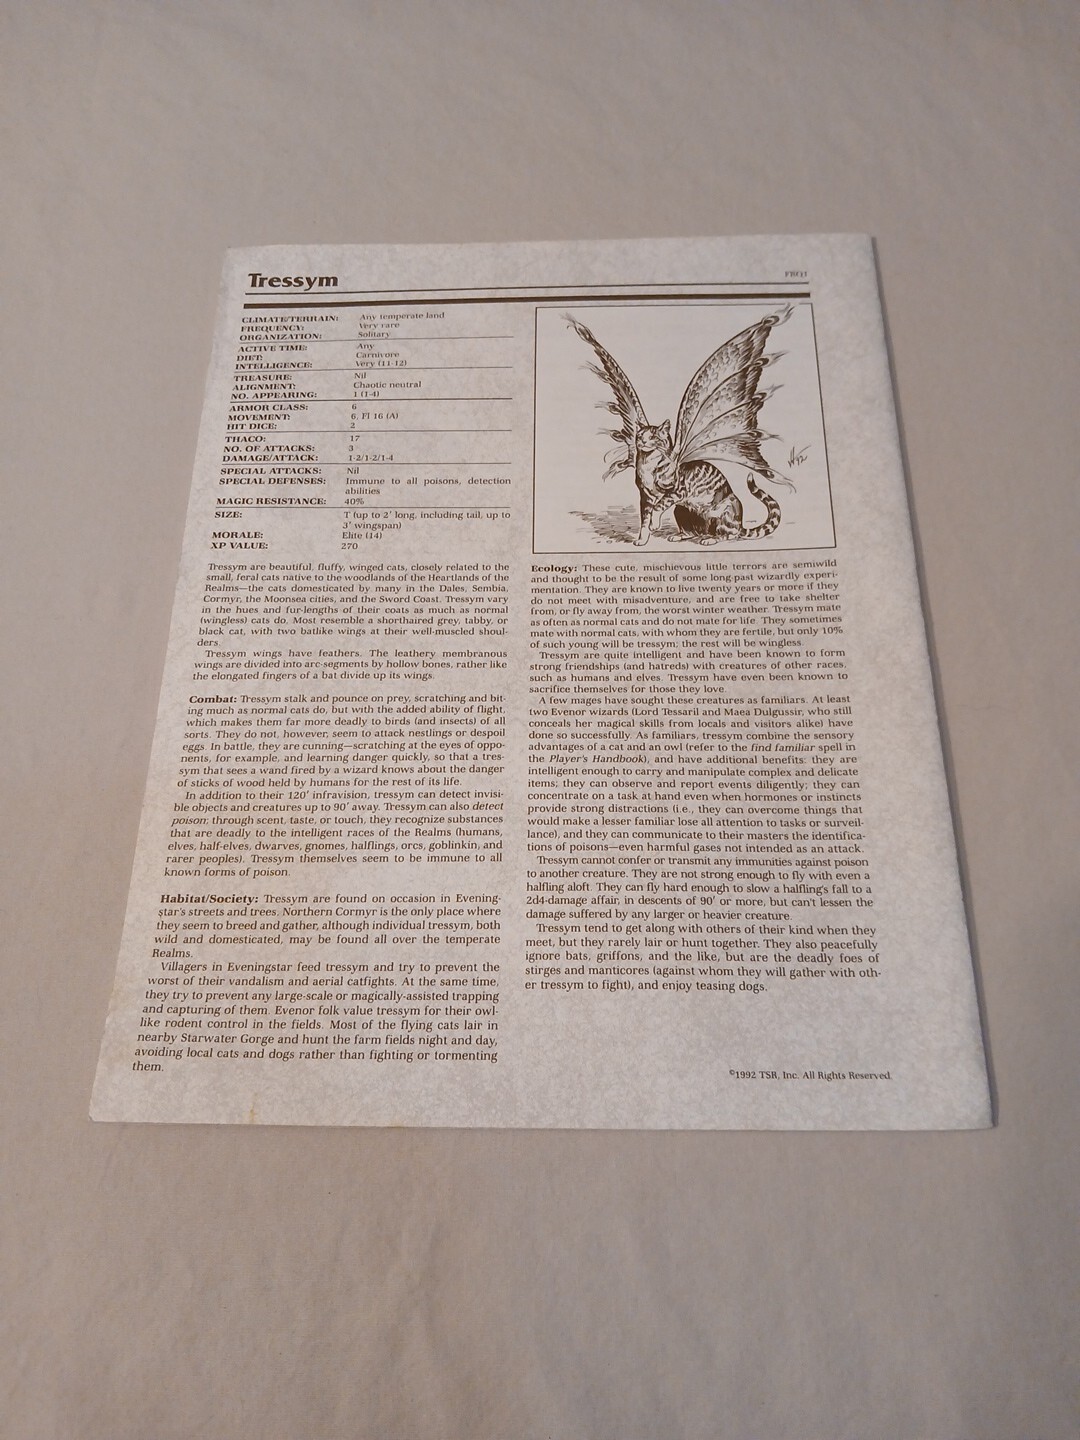 Tressym
CLIMATE/TERRAIN: Any temperate land
FREQUENCY: Very rare
ORGANIZATION: Solitary
ACTIVE TIME: Any
DIET: Carnivore
INTELLIGENCE: Very (11-12)
TREASURE: Nil
ALIGNMENT: Chaotic neutral
NO. APPEARING: 1 (1-4)
ARMOR CLASS: 6
MOVEMENT: 6, Fl 16 (A)
HIT DICE: 2
THAC0: 17
NO. OF ATTACKS: 3
DAMAGE/ATTACK: 1-2/1-2/1-4
SPECIAL ATTACKS: Nil
SPECIAL DEFENSES: Immune to all poisons, detection
abilities
MAGIC RESISTANCE: 40%
SIZE: T (up to 2' long, including tail, up to
3' wingspan)
MORALE: Elite (14)
XP VALUE: 270
Tressym are beautiful, fluffy, winged cats, closely related to the
small, feral cats native to the woodlands of the Heartlands of the
Realms—the cats domesticated by many in the Dales, Sembia,
Cormyr, the Moonsea cities, and the Sword Coast. Tressym vary
in the hues and fur-lengths of their coats as much as normal
(wingless) cats do. Most resemble a shorthaired grey, tabby, or
black cat, with two batlike wings at their well-muscled shoul-
ders.
Tressym wings have feathers. The leathery membranous
wings are divided into arc-segments by hollow bones, rather like
the elongated fingers of a bat divide up its wings.
Combat: Tressym stalk and pounce on prey, scratching and bit-
ing much as normal cats do, but with the added ability of flight,
which makes them far more deadly to birds (and insects) of all
sorts. They do not, however, seem to attack nestlings or despoil
eggs. In battle, they are cunning—scratching at the eyes of oppo-
nents, for example, and learning danger quickly, so that a tres-
sym that sees a wand fired by a wizard knows about the danger
of sticks of wood held by humans for the rest of its life.
In addition to their 120' infravision, tressym can detect invisi-
ble objects and creatures up to 90' away. Tressym can also detect
poison; through scent, taste, or touch, they recognize substances
that are deadly to the intelligent races of the Realms (humans,
elves, half-elves, dwarves, gnomes, halflings, orcs, goblinkin, and
rarer peoples). Tressym themselves seem to be immune to all
known forms of poison.
Habitat/Society: Tressym are found on occasion in Evening-
star's streets and trees. Northern Cormyr is the only place where
they seem to breed and gather, although individual tressym, both
wild and domesticated, may be found all over the temperate
Realms.
Villagers in Eveningstar feed tressym and try to prevent the
worst of their vandalism and aerial catfights. At the same time,
they try to prevent any large-scale or magically-assisted trapping
and capturing of them. Evenor folk value tressym for their owl-
like rodent control in the fields. Most of the flying cats lair in
nearby Starwater Gorge and hunt the farm fields night and day,
avoiding local cats and dogs rather than fighting or tormenting
them.
Ecology: These cute, mischievous little terrors are semiwild
and thought to be the result of some long-past wizardly experi-
mentation. They are known to live twenty years or more if they
do not meet with misadventure, and are free to take shelter
from, or fly away from, the worst winter weather. Tressym mate
as often as normal cats and do not mate for life. They sometimes
mate with normal cats, with whom they are fertile, but only 10%
of such young will be tressym; the rest will be wingless.
Tressym are quite intelligent and have been known to form
strong friendships (and hatreds) with creatures of other races,
such as humans and elves. Tressym have even been known to
sacrifice themselves for those they love.
A few mages have sought these creatures as familiars. At least
two Evenor wizards (Lord Tessaril and Maea Dulgussir, who still
conceals her magical skills from locals and visitors alike) have
done so successfully. As familiars, tressym combine the sensory
advantages of a cat and an owl (refer to the find familiar spell in
the Player's Handbook), and have additional benefits: they are
intelligent enough to carry and manipulate complex and delicate
items; they can observe and report events diligently; they can
concentrate on a task at hand even when hormones or instincts
provide strong distractions (i.e., they can overcome things that
would make a lesser familiar lose all attention to tasks or surveil-
lance), and they can communicate to their masters the identifica-
tions of poisons—even harmful gases not intended as an attack.
Tressym cannot confer or transmit any immunities against poison
to another creature. They are not strong enough to fly with even a
halfling aloft. They can fly hard enough to slow a halfling's fall to a
2d4-damage affair, in descents of 90' or more, but can't lessen the
damage suffered by any larger or heavier creature.
Tressym tend to get along with others of their kind when they
meet, but they rarely lair or hunt together. They also peacefully
ignore bats, griffons, and the like, but are the deadly foes of
stirges and manticores (against whom they will gather with oth-
er tressym to fight), and enjoy teasing dogs.
©1992 TSR, Inc. All Rights Reserved.